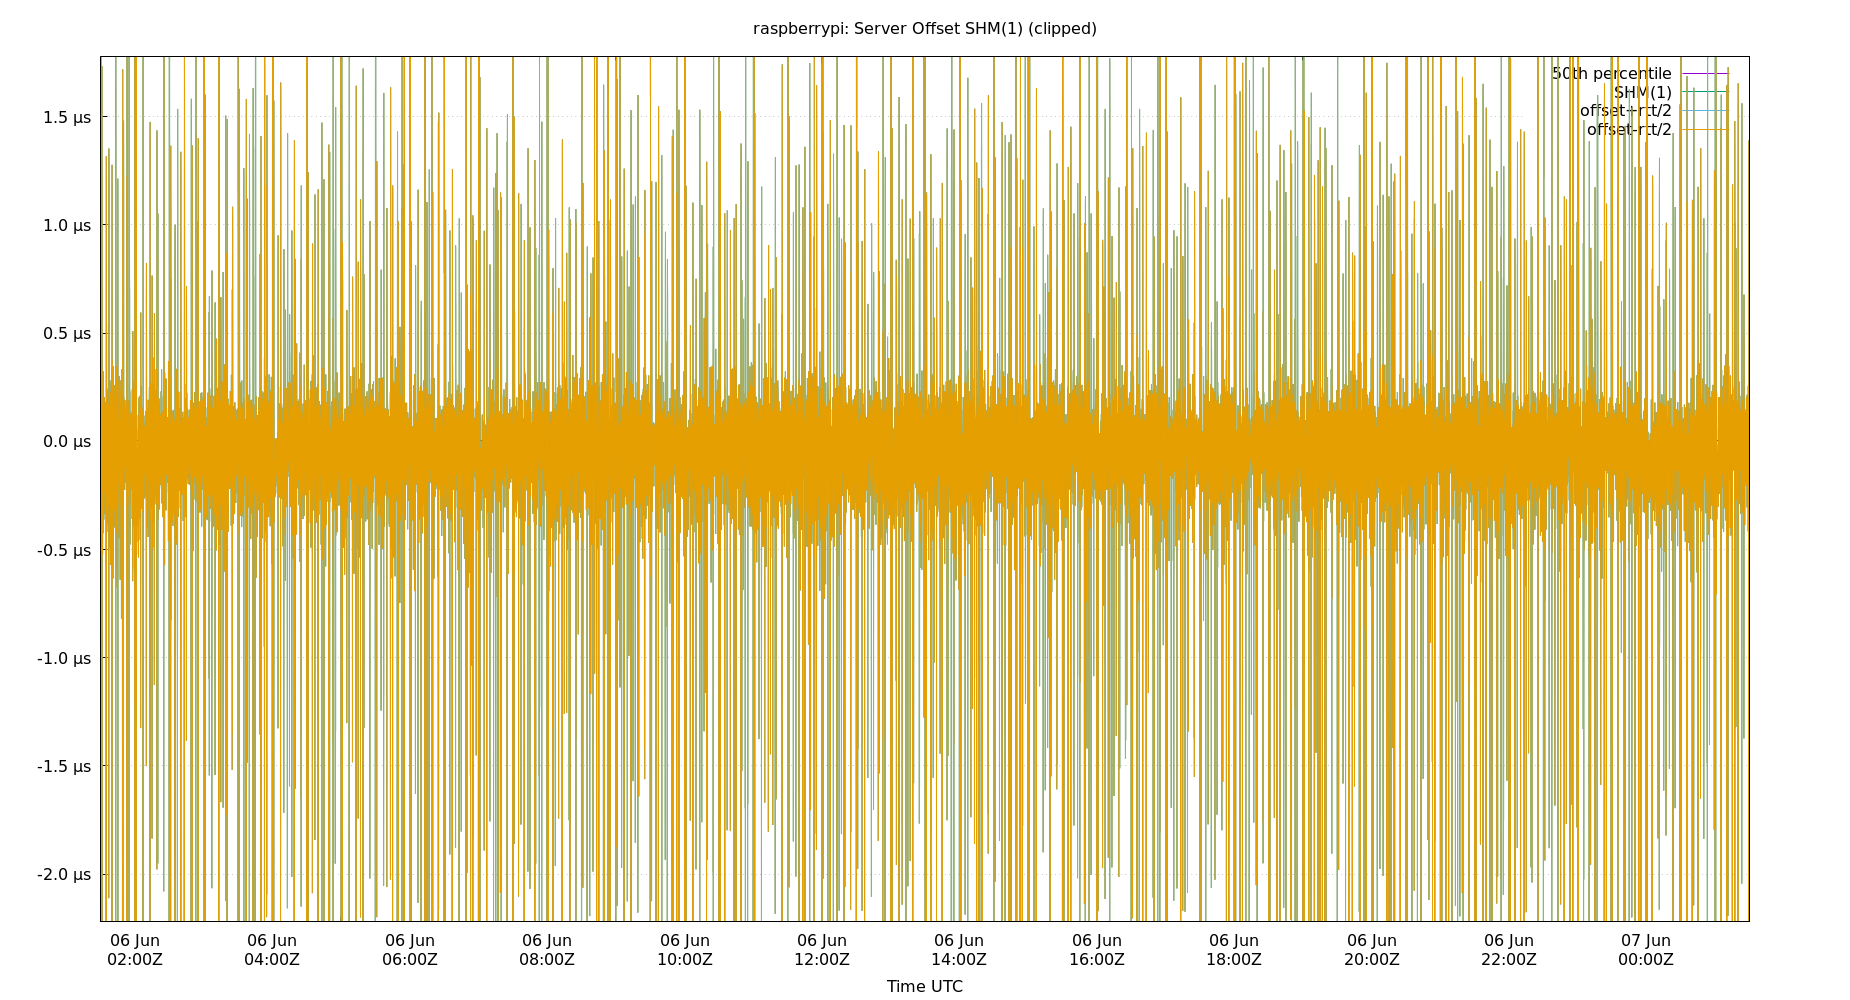 raspberrypi: Server Offset SHM(1) (clipped)
50th percentile
SHM(1)
offset+rtt/2
offset-rtt/2
1.5 µs
1.0 µs
0.5 µs
0.0 µs
-0.5 µs
-1.0 µs
-1.5 µs
-2.0 µs
06 Jun 06 Jun 06 Jun 06 Jun 06 Jun 06 Jun 06 Jun 06 Jun 06 Jun 06 Jun 06 Jun 07 Jun
02:00Z 04:00Z 06:00Z 08:00Z 10:00Z 12:00Z 14:00Z 16:00Z 18:00Z 20:00Z 22:00Z 00:00Z
Time UTC